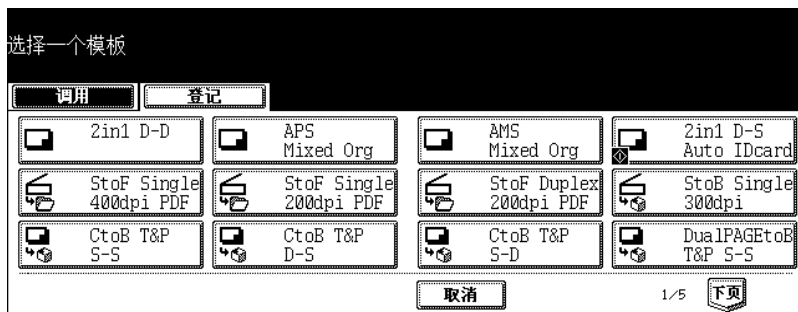 选择一个模板
调用 登记
2in1 D-D
APS
Mixed Org
AMS
Mixed Org
2in1 D-S
Auto IDcard
StoF Single
400dpi PDF
StoF Single
200dpi PDF
StoF Duplex
200dpi PDF
StoB Single
300dpi
CtoB T&P
S-S
CtoB T&P
D-S
CtoB T&P
S-D
DualPAGEtoB
T&P S-S
取消 1/5 下页